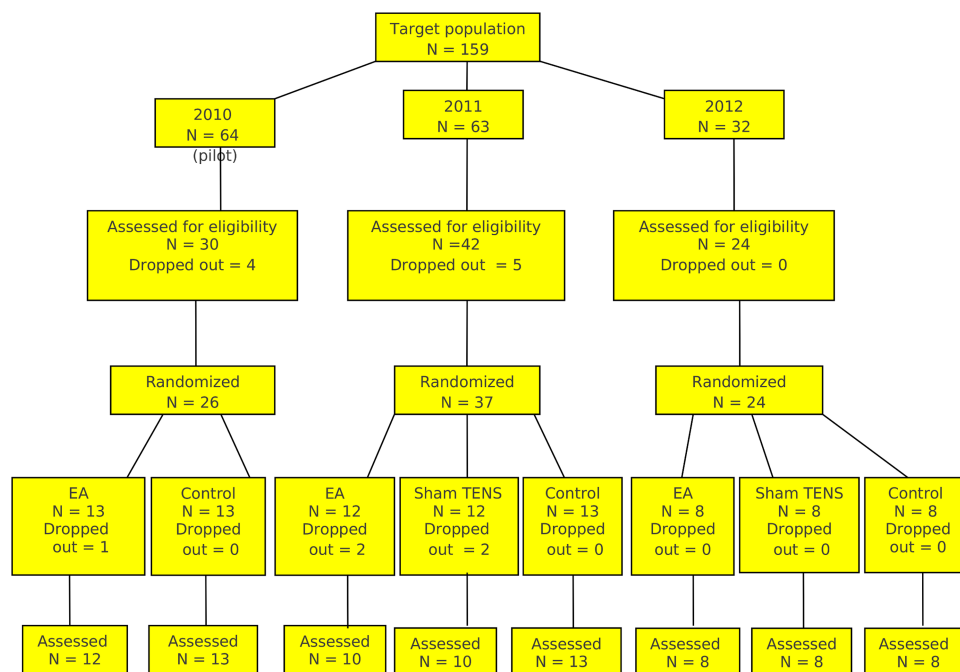 Target population
N = 159
2010
N = 64
(pilot)
2011
N = 63
2012
N = 32
Assessed for eligibility
N = 30
Dropped out = 4
Assessed for eligibility
N =42
Dropped out  = 5
Assessed for eligibility
N = 24
Dropped out = 0
Randomized
N = 26
Randomized
N = 37
Randomized
N = 24
EA
N = 13
Dropped
out = 1
Control
N = 13
Dropped
out = 0
EA
N = 12
Dropped
out = 2
Sham TENS
N = 12
Dropped
out  = 2
Control
N = 13
Dropped
out = 0
EA
N = 8
Dropped
out = 0
Sham TENS
N = 8
Dropped
out = 0
Control
N = 8
Dropped
out = 0
Assessed
N = 12
Assessed
N = 13
Assessed
N = 10
Assessed
N = 10
Assessed
N = 13
Assessed
N = 8
Assessed
N = 8
Assessed
N = 8